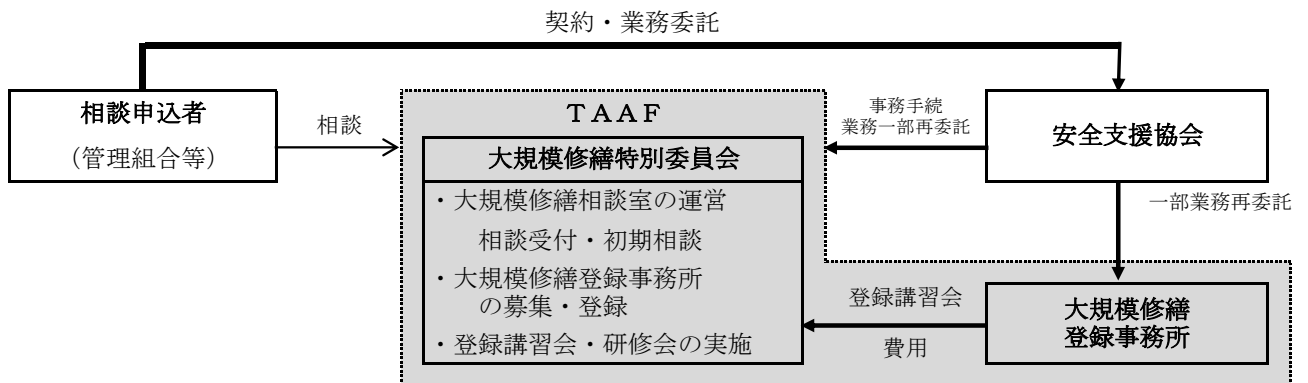 契約・業務委託
相談申込者
（管理組合等）
相談
ＴＡＡＦ
大規模修繕特別委員会
・大規模修繕相談室の運営
相談受付・初期相談
・大規模修繕登録事務所
の募集・登録
・登録講習会・研修会の実施
事務手続
業務一部再委託
安全支援協会
一部業務再委託
登録講習会
費用
大規模修繕
登録事務所